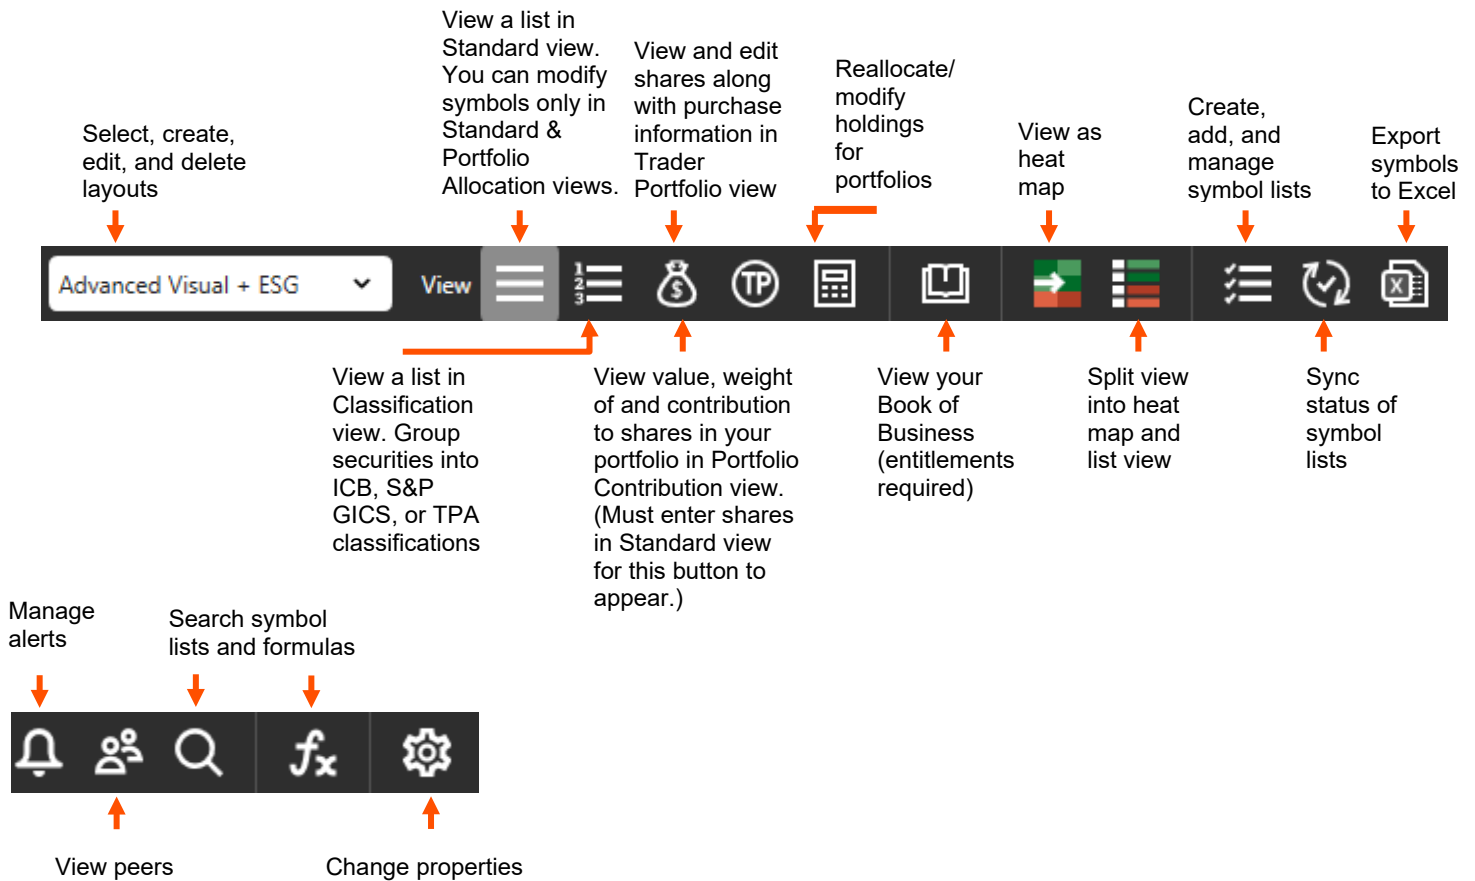 View a list in
Standard view.
You can modify
symbols only in
Standard &
Portfolio
Allocation views.
View and edit
shares along
with purchase
information in
Trader
Portfolio view
Reallocate/
modify
holdings
for
portfolios
Select, create,
edit, and delete
layouts
View as
heat
map
Create,
add, and
manage
symbol lists
Export
symbols
to Excel
Advanced Visual + ESG
View
1
2
3
$
TP
X
View a list in
Classification
view. Group
securities into
ICB, S&P
GICS, or TPA
classifications
View value, weight
of and contribution
to shares in your
portfolio in Portfolio
Contribution view.
(Must enter shares
in Standard view
for this button to
appear.)
View your
Book of
Business
(entitlements
required)
Split view
into heat
map and
list view
Sync
status of
symbol
lists
Manage
alerts
Search symbol
lists and formulas
fx
View peers
Change properties